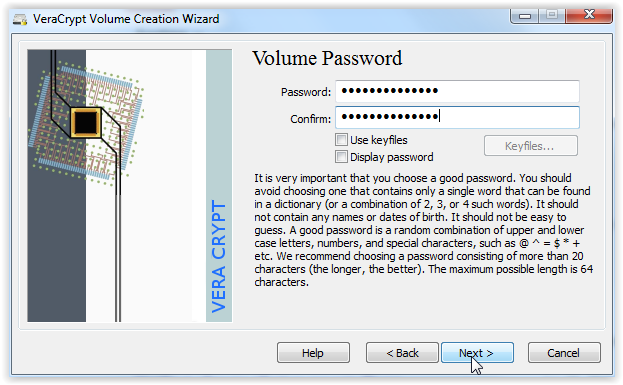 VeraCrypt Volume Creation Wizard
Volume Password
Password: ••••••••••••••
Confirm: ••••••••••••••
Use keyfiles
Keyfiles...
Display password
It is very important that you choose a good password. You should
avoid choosing one that contains only a single word that can be found
in a dictionary (or a combination of 2, 3, or 4 such words). It should
not contain any names or dates of birth. It should not be easy to
guess. A good password is a random combination of upper and lower
case letters, numbers, and special characters, such as @ ^ = $ * +
etc. We recommend choosing a password consisting of more than 20
characters (the longer, the better). The maximum possible length is 64
characters.
VERA CRYPT
Help
< Back
Next >
Cancel